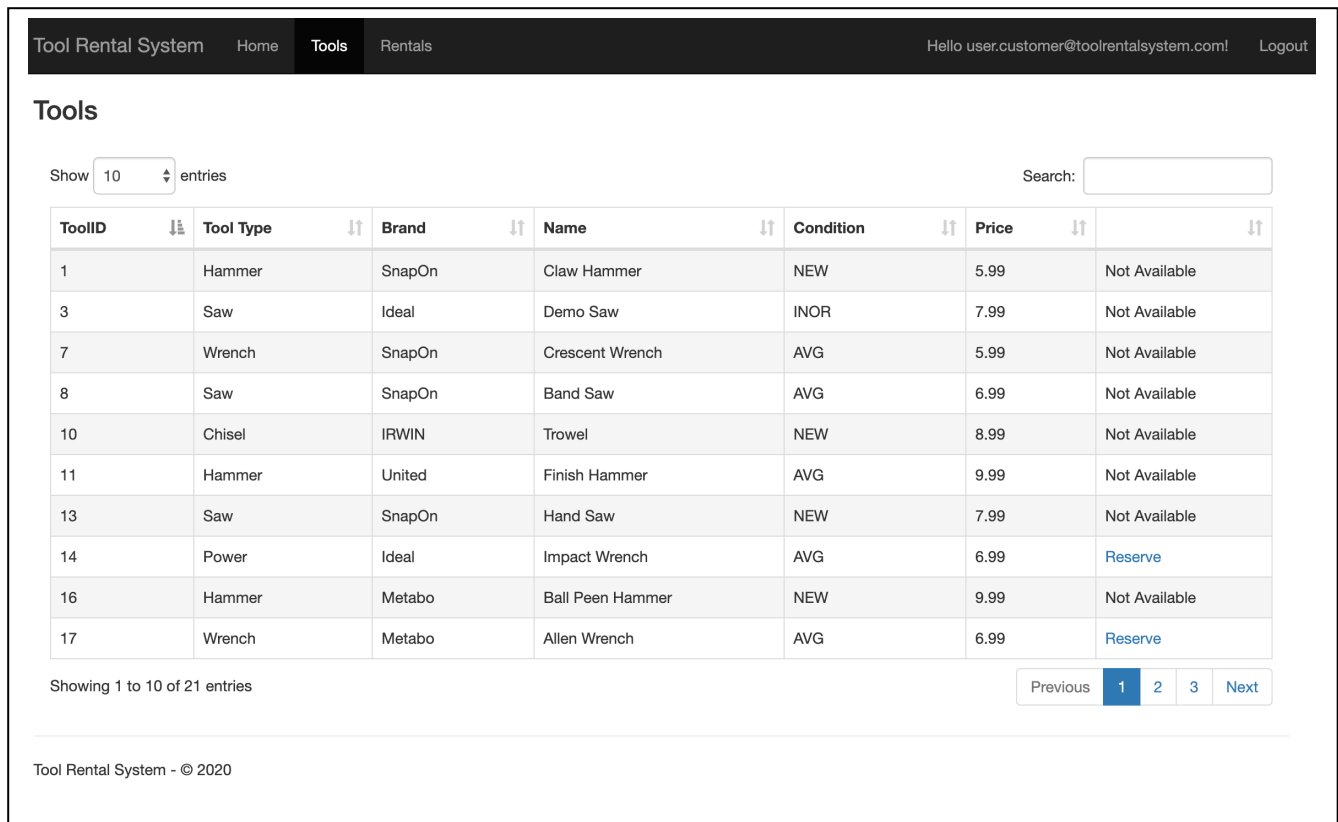 Tool Rental System Home Tools Rentals Hello user.customer@toolrentalsystem.com! Logout
Tools
Show 10 entries Search:
ToolID Tool Type Brand Name Condition Price
1 Hammer SnapOn Claw Hammer NEW 5.99 Not Available
3 Saw Ideal Demo Saw INOR 7.99 Not Available
7 Wrench SnapOn Crescent Wrench AVG 5.99 Not Available
8 Saw SnapOn Band Saw AVG 6.99 Not Available
10 Chisel IRWIN Trowel NEW 8.99 Not Available
11 Hammer United Finish Hammer AVG 9.99 Not Available
13 Saw SnapOn Hand Saw NEW 7.99 Not Available
14 Power Ideal Impact Wrench AVG 6.99 Reserve
16 Hammer Metabo Ball Peen Hammer NEW 9.99 Not Available
17 Wrench Metabo Allen Wrench AVG 6.99 Reserve
Showing 1 to 10 of 21 entries Previous 1 2 3 Next
Tool Rental System - © 2020